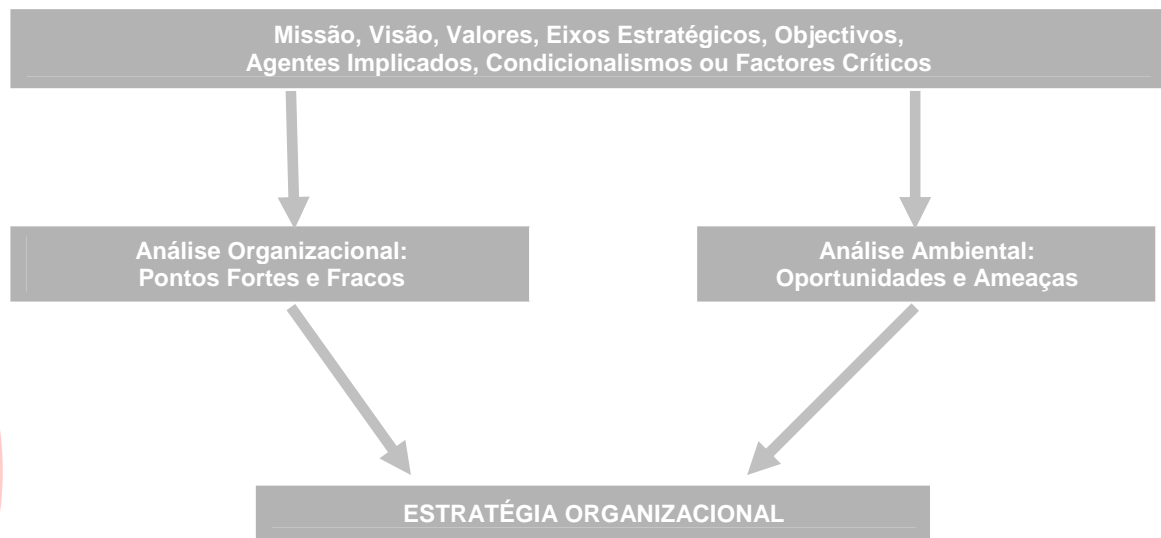 Missão, Visão, Valores, Eixos Estratégicos, Objectivos,
Agentes Implicados, Condicionalismos ou Factores Críticos
Análise Organizacional:
Pontos Fortes e Fracos
Análise Ambiental:
Oportunidades e Ameaças
ESTRATÉGIA ORGANIZACIONAL